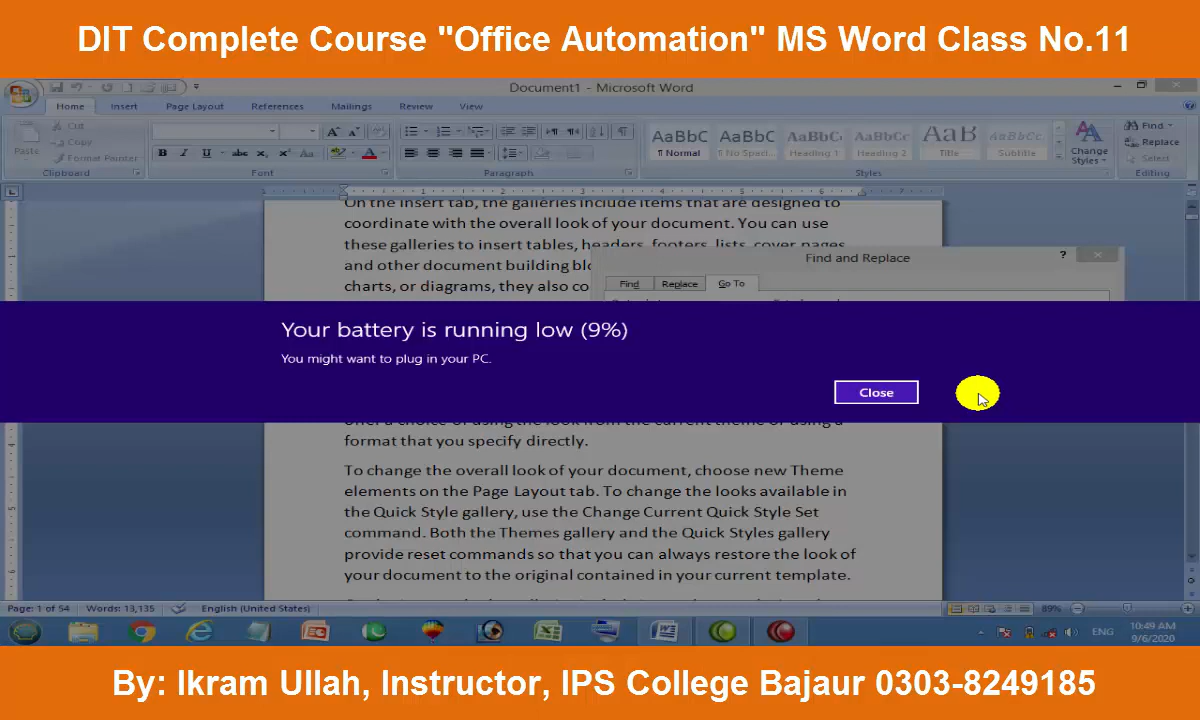 DIT Complete Course "Office Automation" MS Word Class No.11
Document1 - Microsoft Word
Home Insert Page Layout References Mailings Review View
Paste
Cut
Copy
Format Painter
Clipboard
Font
Paragraph
AaBbC
¶ Normal
AaBbC
¶ No Spaci...
AaBbC
Heading 1
AaBbCc
Heading 2
AaB
Title
AaBbCc
Subtitle
Change Styles
Styles
Find
Replace
Select
Editing
On the Insert tab, the galleries include items that are designed to
coordinate with the overall look of your document. You can use
these galleries to insert tables, headers, footers, lists, cover pages
and other document building blo
charts, or diagrams, they also co
Find and Replace
Find Replace Go To
Your battery is running low (9%)
You might want to plug in your PC.
Close
offer a choice of using the look from the current theme or using a
format that you specify directly.
To change the overall look of your document, choose new Theme
elements on the Page Layout tab. To change the looks available in
the Quick Style gallery, use the Change Current Quick Style Set
command. Both the Themes gallery and the Quick Styles gallery
provide reset commands so that you can always restore the look of
your document to the original contained in your current template.
Page: 1 of 54 Words: 13,135 English (United States) 89%
ENG
10:49 AM
9/6/2020
By: Ikram Ullah, Instructor, IPS College Bajaur 0303-8249185